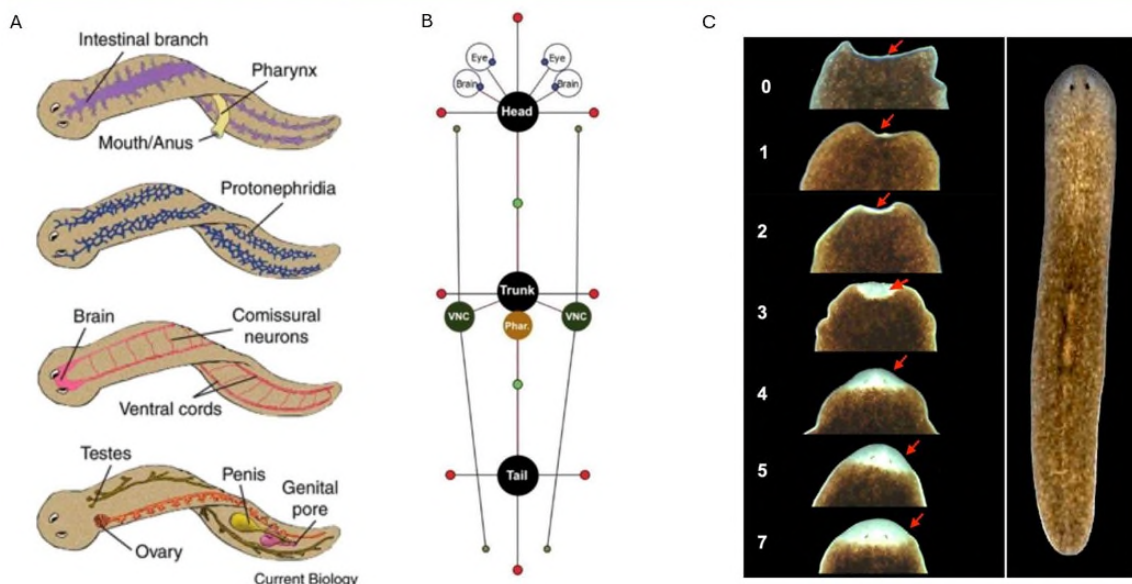 A
Intestinal branch
Pharynx
Mouth/Anus
Protonephridia
Brain
Comissural
neurons
Ventral cords
Testes
Penis
Genital
pore
Ovary
Current Biology
B
Eye
Eye
Brain
Brain
Head
Trunk
VNC
Phar.
VNC
Tail
C
0
1
2
3
4
5
7